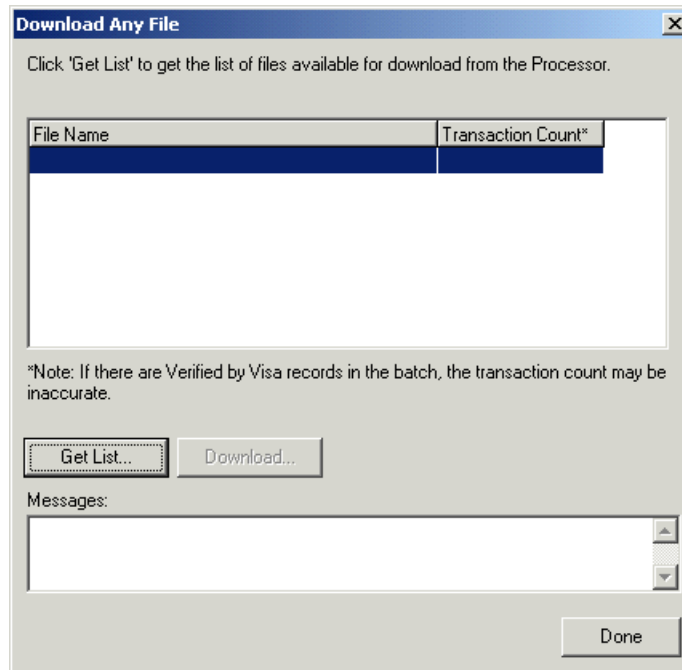 Download Any File
Click 'Get List' to get the list of files available for download from the Processor.
File Name Transaction Count*
*Note: If there are Verified by Visa records in the batch, the transaction count may be
inaccurate.
Get List... Download...
Messages:
Done